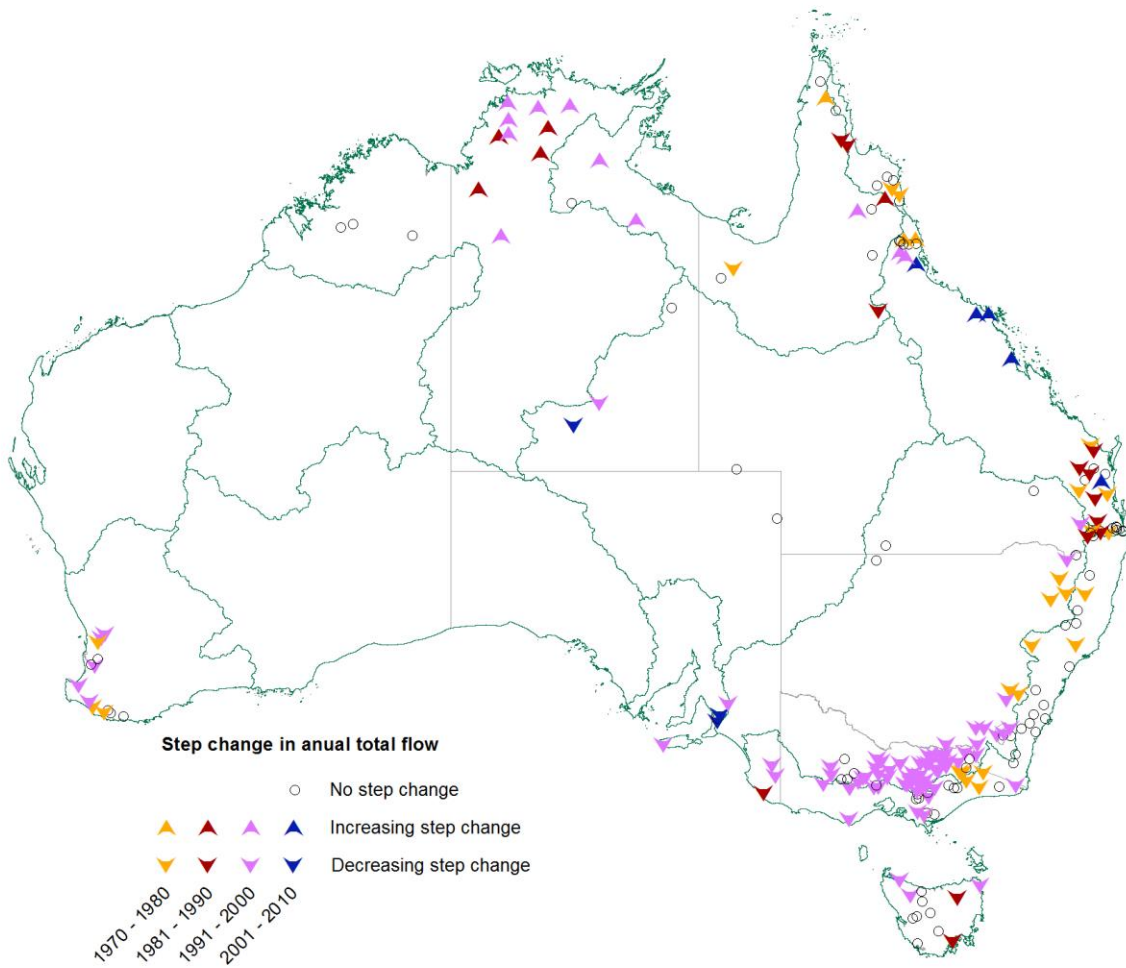 Step change in anual total flow
No step change
Increasing step change
Decreasing step change
1970 - 1980
1981 - 1990
1991 - 2000
2001 - 2010